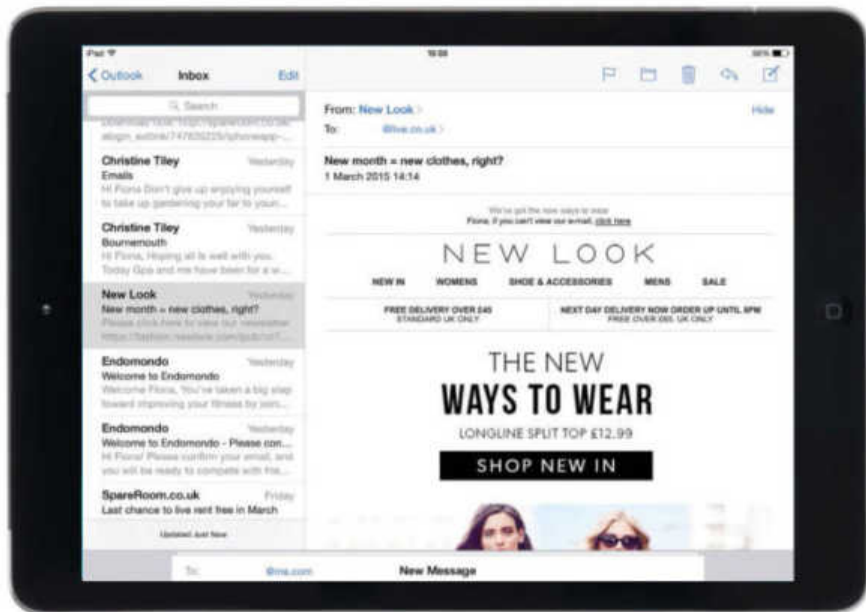 iPad
Outlook Inbox Edit
Search
Christine Tiley Yesterday
Emails
Hi Fiona Don't give up enjoying yourself
to take up gardening your far to youn...
Christine Tiley Yesterday
Bournemouth
Hi Fiona, Hoping all is well with you.
Today Gpa and me have been for a w...
New Look Yesterday
New month = new clothes, right?
Please click here to view our newsletter
Endomondo Yesterday
Welcome to Endomondo
Welcome Fiona, You've taken a big step
toward improving your fitness by join...
Endomondo Yesterday
Welcome to Endomondo - Please con...
Hi Fiona! Please confirm your email, and
you will be ready to compete with frie...
SpareRoom.co.uk Friday
Last chance to live rent free in March
Updated Just Now
From: New Look
Hide
To: @live.co.uk
New month = new clothes, right?
1 March 2015 14:14
We've got the new ways to wear
Fiona, if you can't view our e-mail, click here
NEW LOOK
NEW IN WOMENS SHOE & ACCESSORIES MENS SALE
FREE DELIVERY OVER £45
STANDARD UK ONLY
NEXT DAY DELIVERY NOW ORDER UP UNTIL
FREE OVER UK ONLY
THE NEW
WAYS TO WEAR
LONGLINE SPLIT TOP £12.99
SHOP NEW IN
To: @me.com New Message